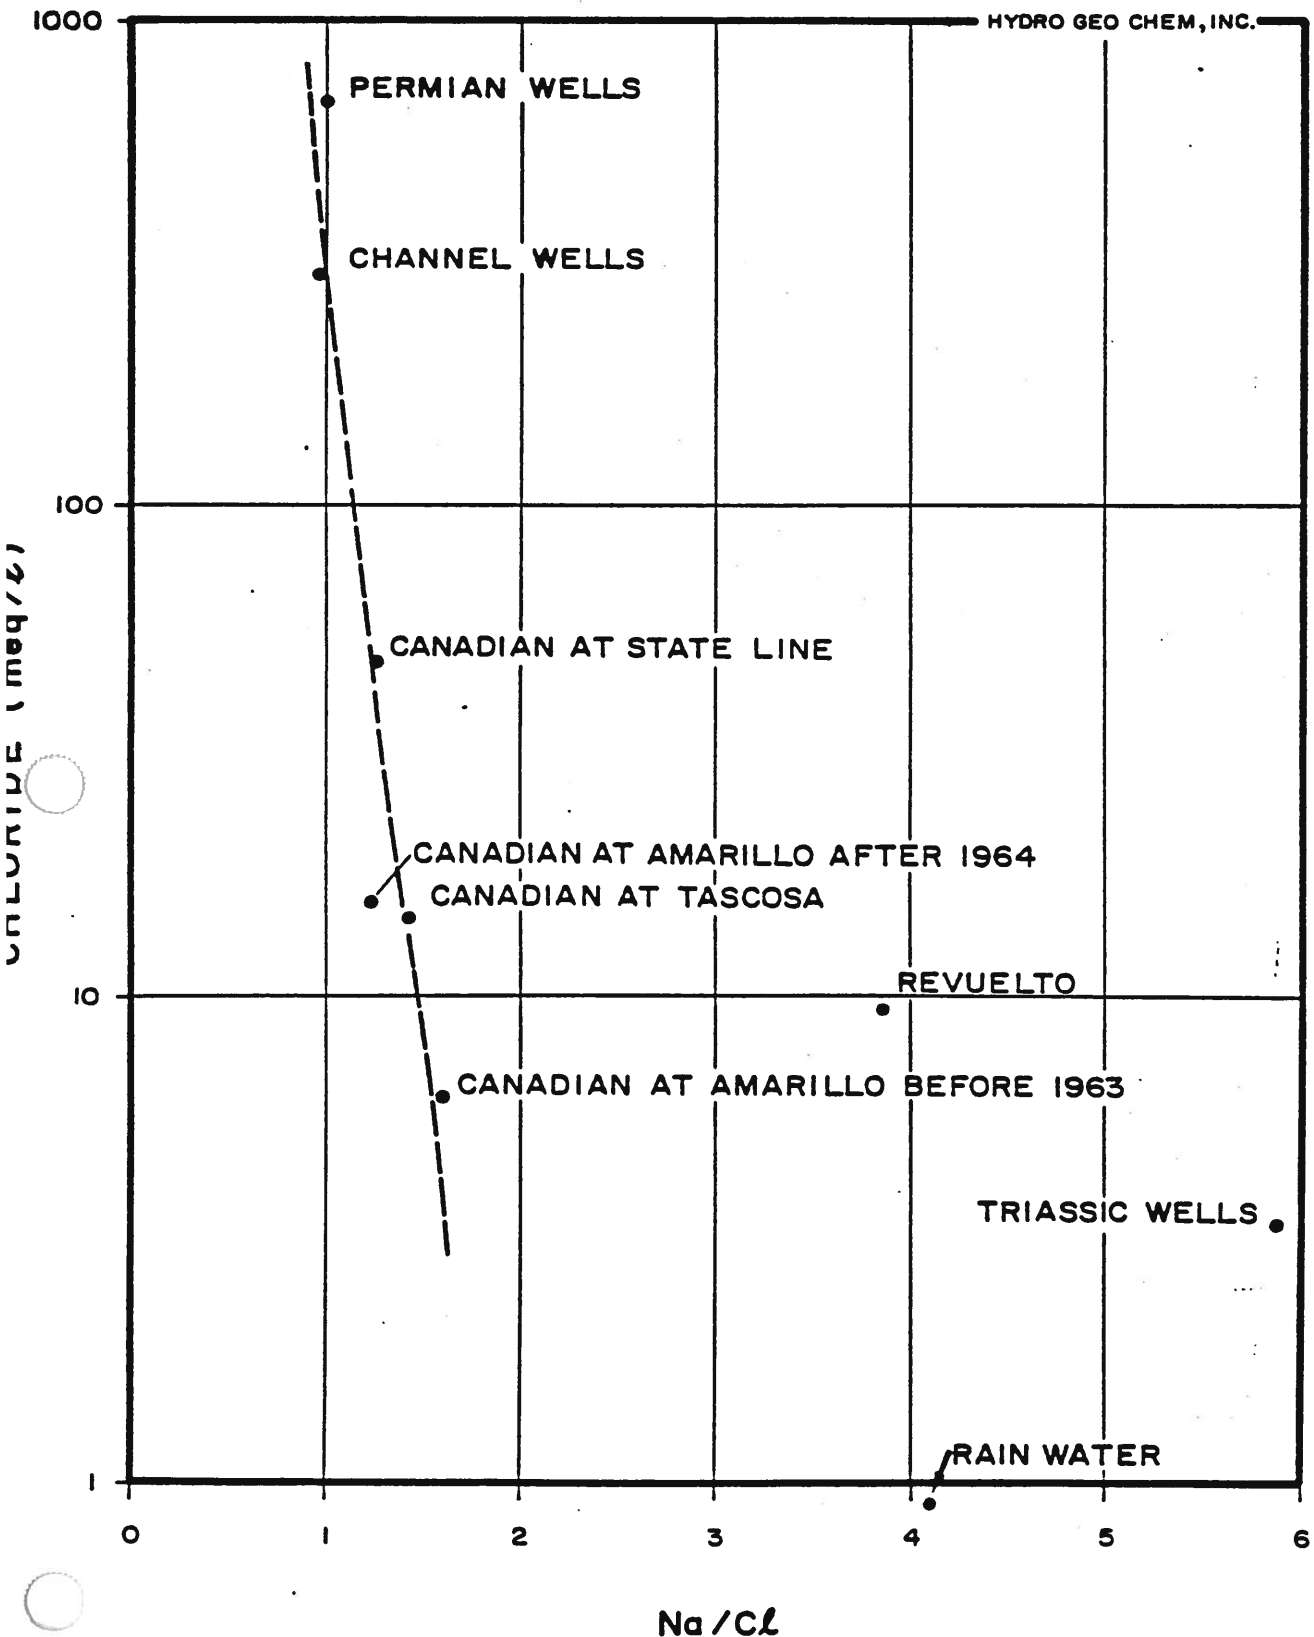 1000
HYDRO GEO CHEM, INC.
PERMIAN WELLS
CHANNEL WELLS
100
CHLORIDE (meq/ℓ)
CANADIAN AT STATE LINE
CANADIAN AT AMARILLO AFTER 1964
CANADIAN AT TASCOSA
REVUELTO
10
CANADIAN AT AMARILLO BEFORE 1963
TRIASSIC WELLS
RAIN WATER
1
0 1 2 3 4 5 6
Na/Cℓ